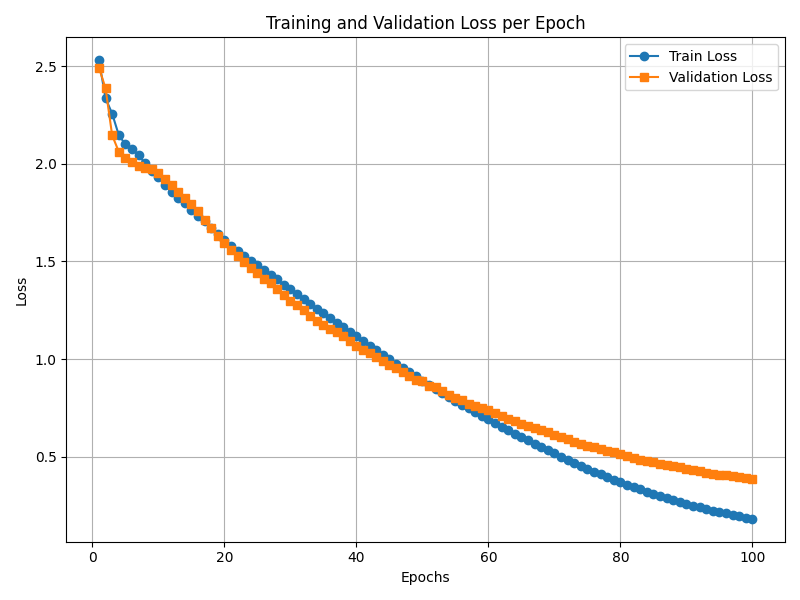 Training and Validation Loss per Epoch
Train Loss
Validation Loss
2.5
2.0
1.5
1.0
0.5
Loss
0 20 40 60 80 100
Epochs